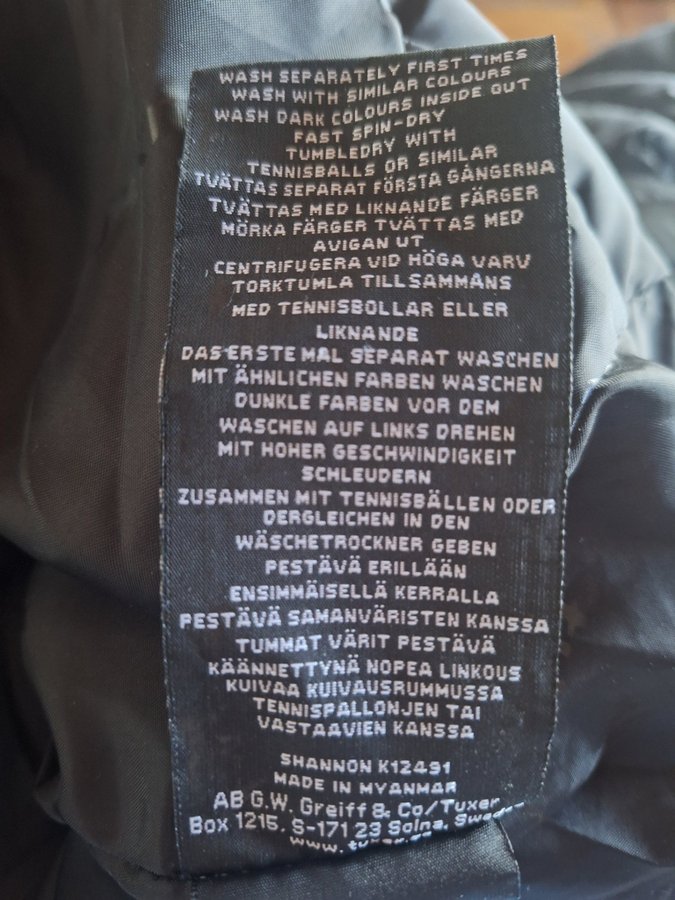 WASH SEPARATELY FIRST TIMES
WASH WITH SIMILAR COLOURS
WASH DARK COLOURS INSIDE OUT
FAST SPIN-DRY
TUMBLEDRY WITH
TENNISBALLS OR SIMILAR
TVÄTTAS SEPARAT FÖRSTA GÅNGERNA
TVÄTTAS MED LIKNANDE FÄRGER
MÖRKA FÄRGER TVÄTTAS MED
AVIGAN UT
CENTRIFUGERA VID HÖGA VARV
TORKTUMLA TILLSAMMANS
MED TENNISBOLLAR ELLER
LIKNANDE
DAS ERSTE MAL SEPARAT WASCHEN
MIT ÄHNLICHEN FARBEN WASCHEN
DUNKLE FARBEN VOR DEM
WASCHEN AUF LINKS DREHEN
MIT HOHER GESCHWINDIGKEIT
SCHLEUDERN
ZUSAMMEN MIT TENNISBÄLLEN ODER
DERGLEICHEN IN DEN
WÄSCHETROCKNER GEBEN
PESTÄVÄ ERILLÄÄN
ENSIMMÄISELLÄ KERRALLA
PESTÄVÄ SAMANVÄRISTEN KANSSA
TUMMAT VÄRIT PESTÄVÄ
KÄÄNNETTYNÄ NOPEA LINKOUS
KUIVAA KUIVAUSRUMMUSSA
TENNISPALLONJEN TAI
VASTAAVIEN KANSSA
SHANNON K12491
MADE IN MYANMAR
AB G.W. Greiff & Co/Tuxer
Box 1215, S-171 23 Solna, Sweden